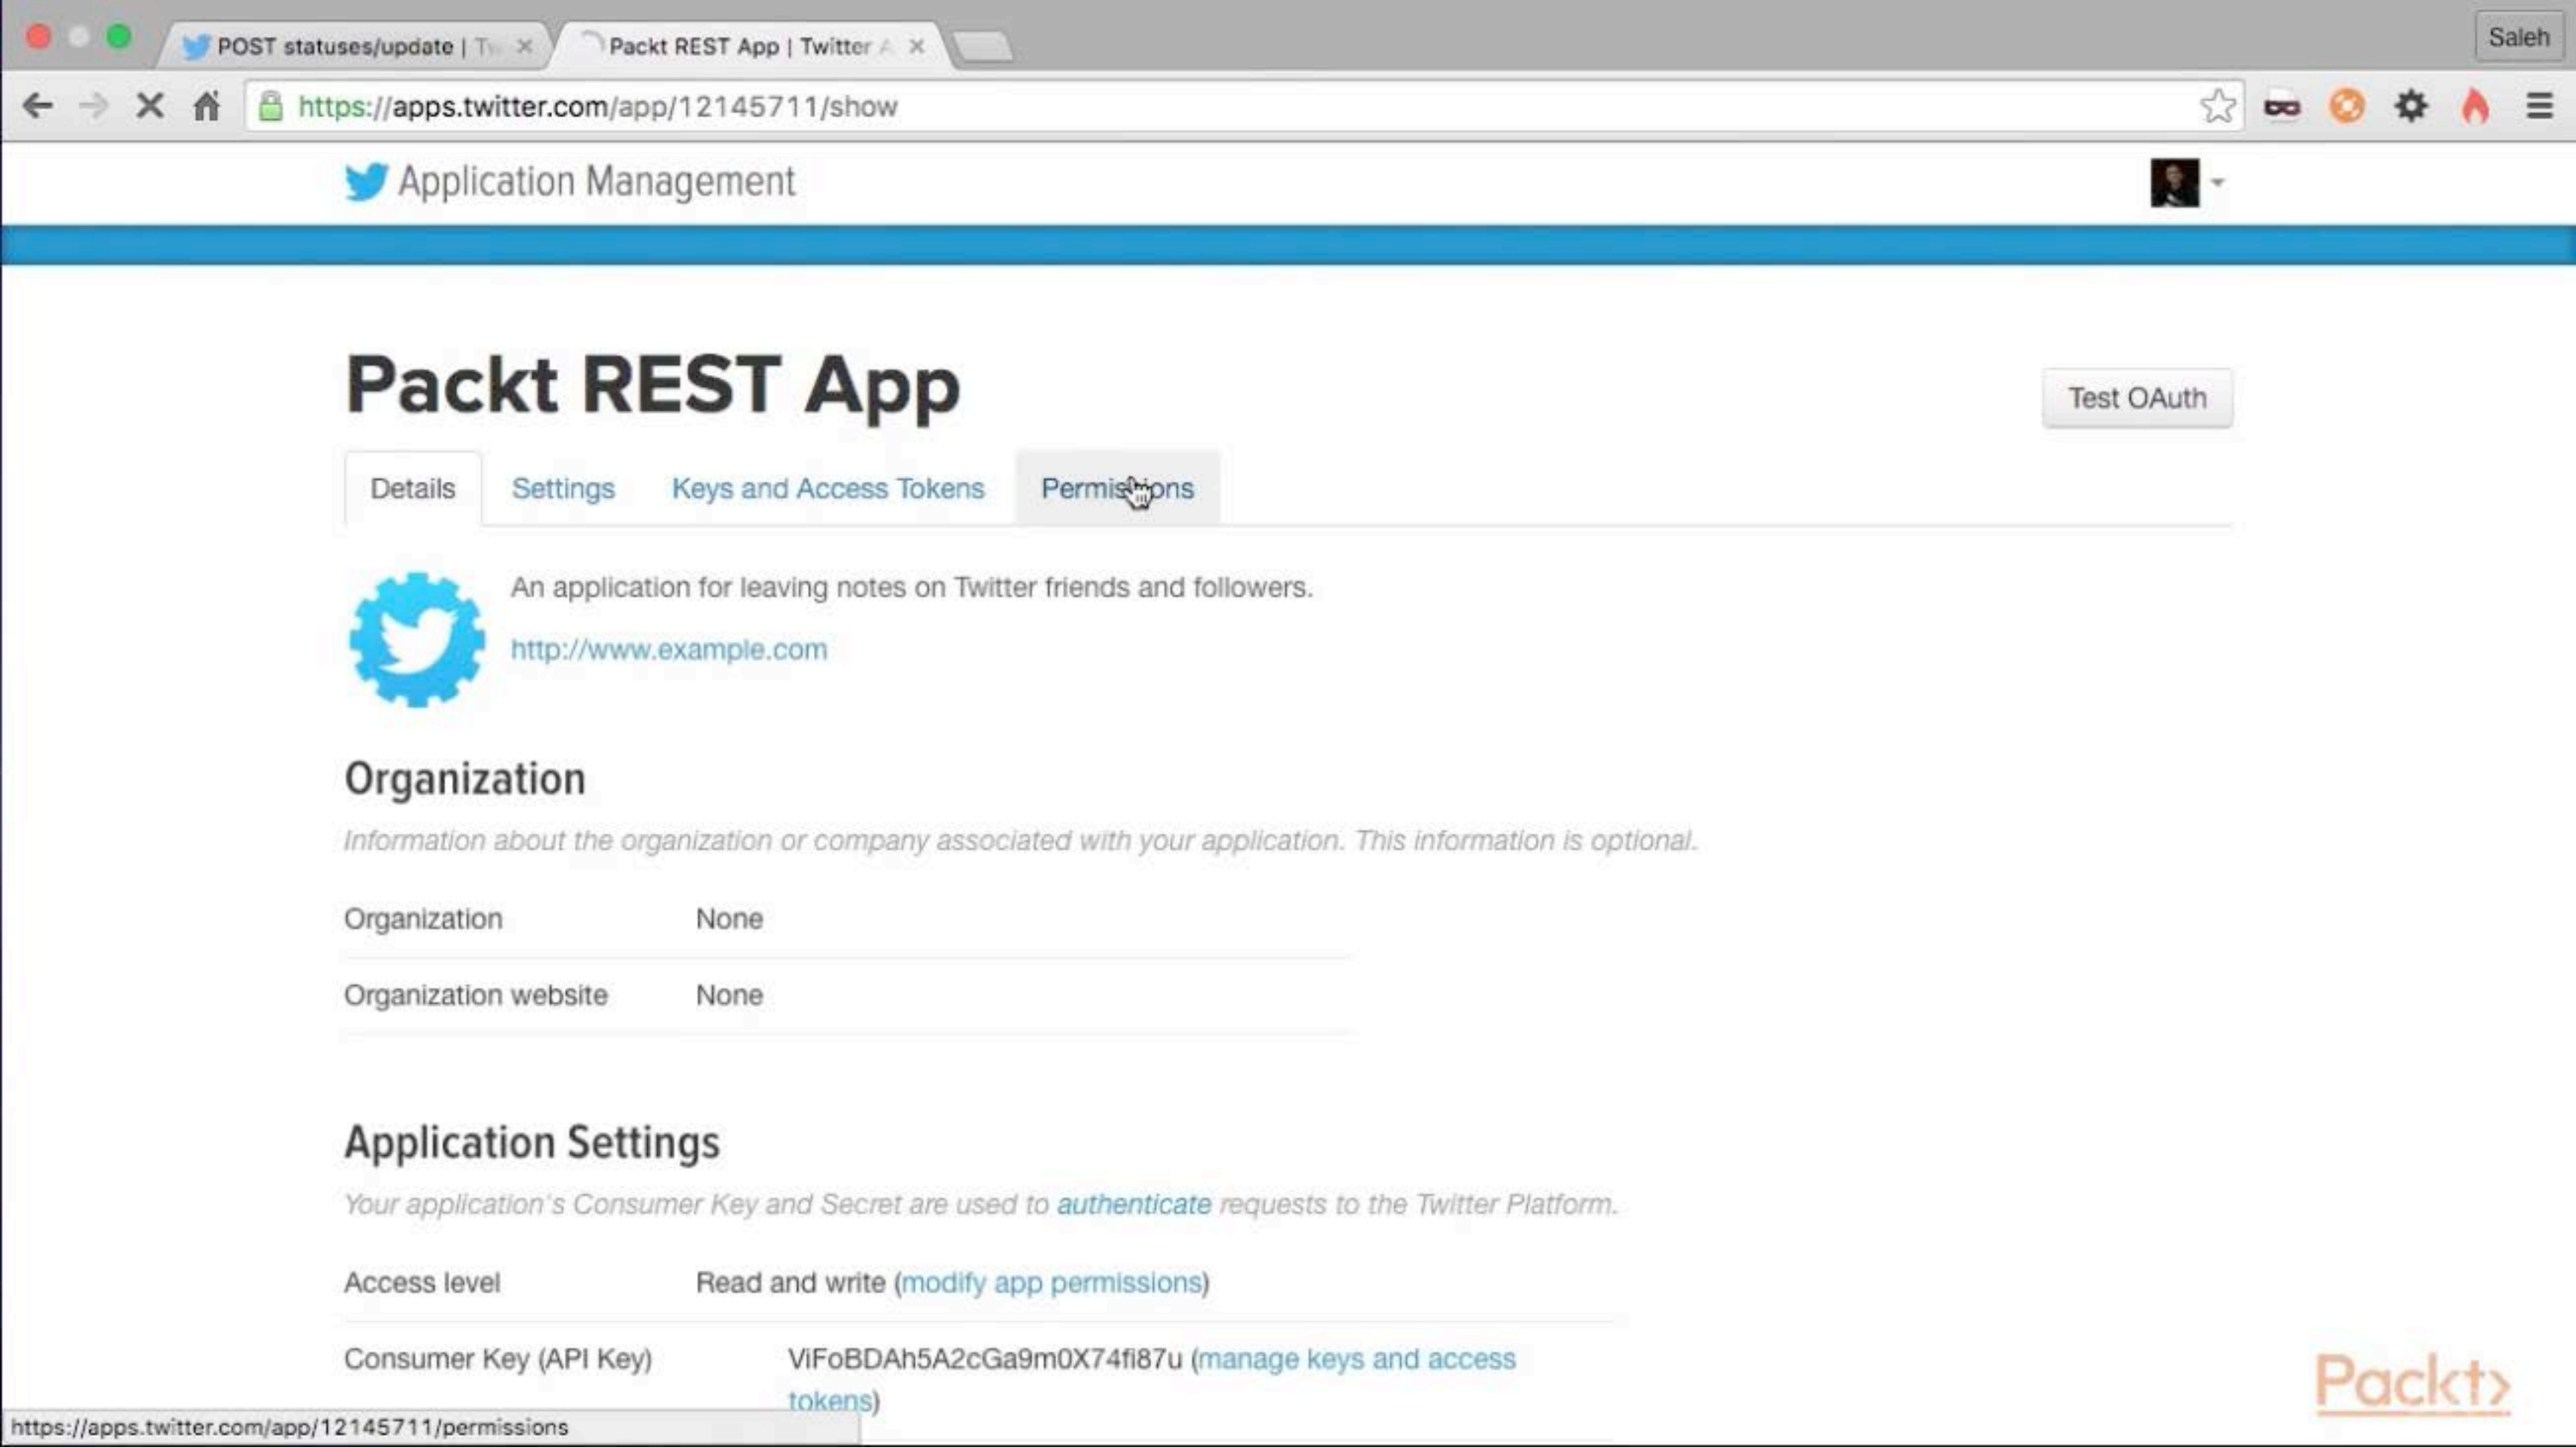 POST statuses/update | Tw
Packt REST App | Twitter A
Saleh
https://apps.twitter.com/app/12145711/show
Application Management
Packt REST App
Test OAuth
Details Settings Keys and Access Tokens Permissions
An application for leaving notes on Twitter friends and followers.
http://www.example.com
Organization
Information about the organization or company associated with your application. This information is optional.
Organization None
Organization website None
Application Settings
Your application's Consumer Key and Secret are used to authenticate requests to the Twitter Platform.
Access level Read and write (modify app permissions)
Consumer Key (API Key) ViFoBDAh5A2cGa9m0X74fi87u (manage keys and access
tokens)
https://apps.twitter.com/app/12145711/permissions
Packt>